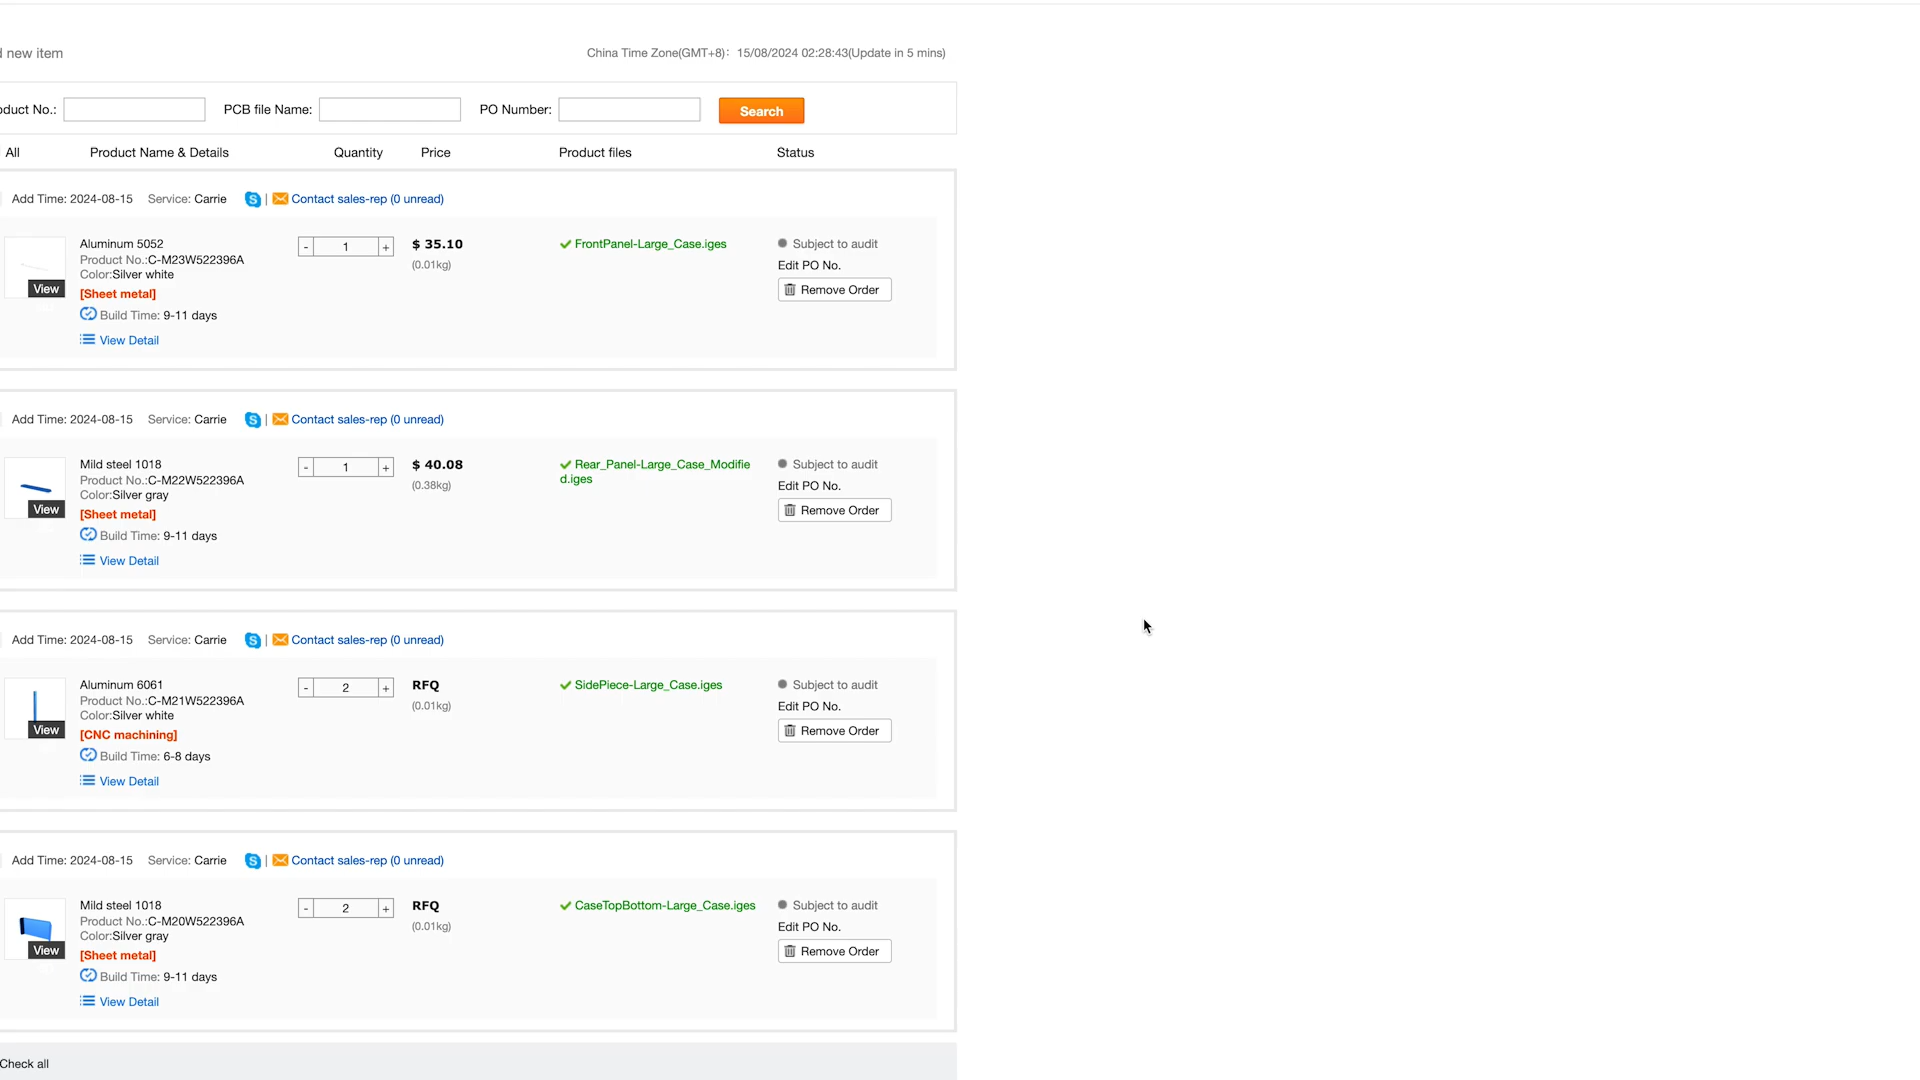 new item
China Time Zone(GMT+8): 15/08/2024 02:28:43(Update in 5 mins)
No.:
PCB file Name:
PO Number:
Search
All
Product Name & Details
Quantity
Price
Product files
Status
Add Time: 2024-08-15 Service: Carrie | Contact sales-rep (0 unread)
View
Aluminum 5052
Product No.:C-M23W522396A
Color:Silver white
[Sheet metal]
Build Time: 9-11 days
View Detail
- 1 +
$ 35.10
(0.01kg)
FrontPanel-Large_Case.iges
Subject to audit
Edit PO No.
Remove Order
Add Time: 2024-08-15 Service: Carrie | Contact sales-rep (0 unread)
View
Mild steel 1018
Product No.:C-M22W522396A
Color:Silver gray
[Sheet metal]
Build Time: 9-11 days
View Detail
- 1 +
$ 40.08
(0.38kg)
Rear_Panel-Large_Case_Modifie
d.iges
Subject to audit
Edit PO No.
Remove Order
Add Time: 2024-08-15 Service: Carrie | Contact sales-rep (0 unread)
View
Aluminum 6061
Product No.:C-M21W522396A
Color:Silver white
[CNC machining]
Build Time: 6-8 days
View Detail
- 2 +
RFQ
(0.01kg)
SidePiece-Large_Case.iges
Subject to audit
Edit PO No.
Remove Order
Add Time: 2024-08-15 Service: Carrie | Contact sales-rep (0 unread)
View
Mild steel 1018
Product No.:C-M20W522396A
Color:Silver gray
[Sheet metal]
Build Time: 9-11 days
View Detail
- 2 +
RFQ
(0.01kg)
CaseTopBottom-Large_Case.iges
Subject to audit
Edit PO No.
Remove Order
Check all